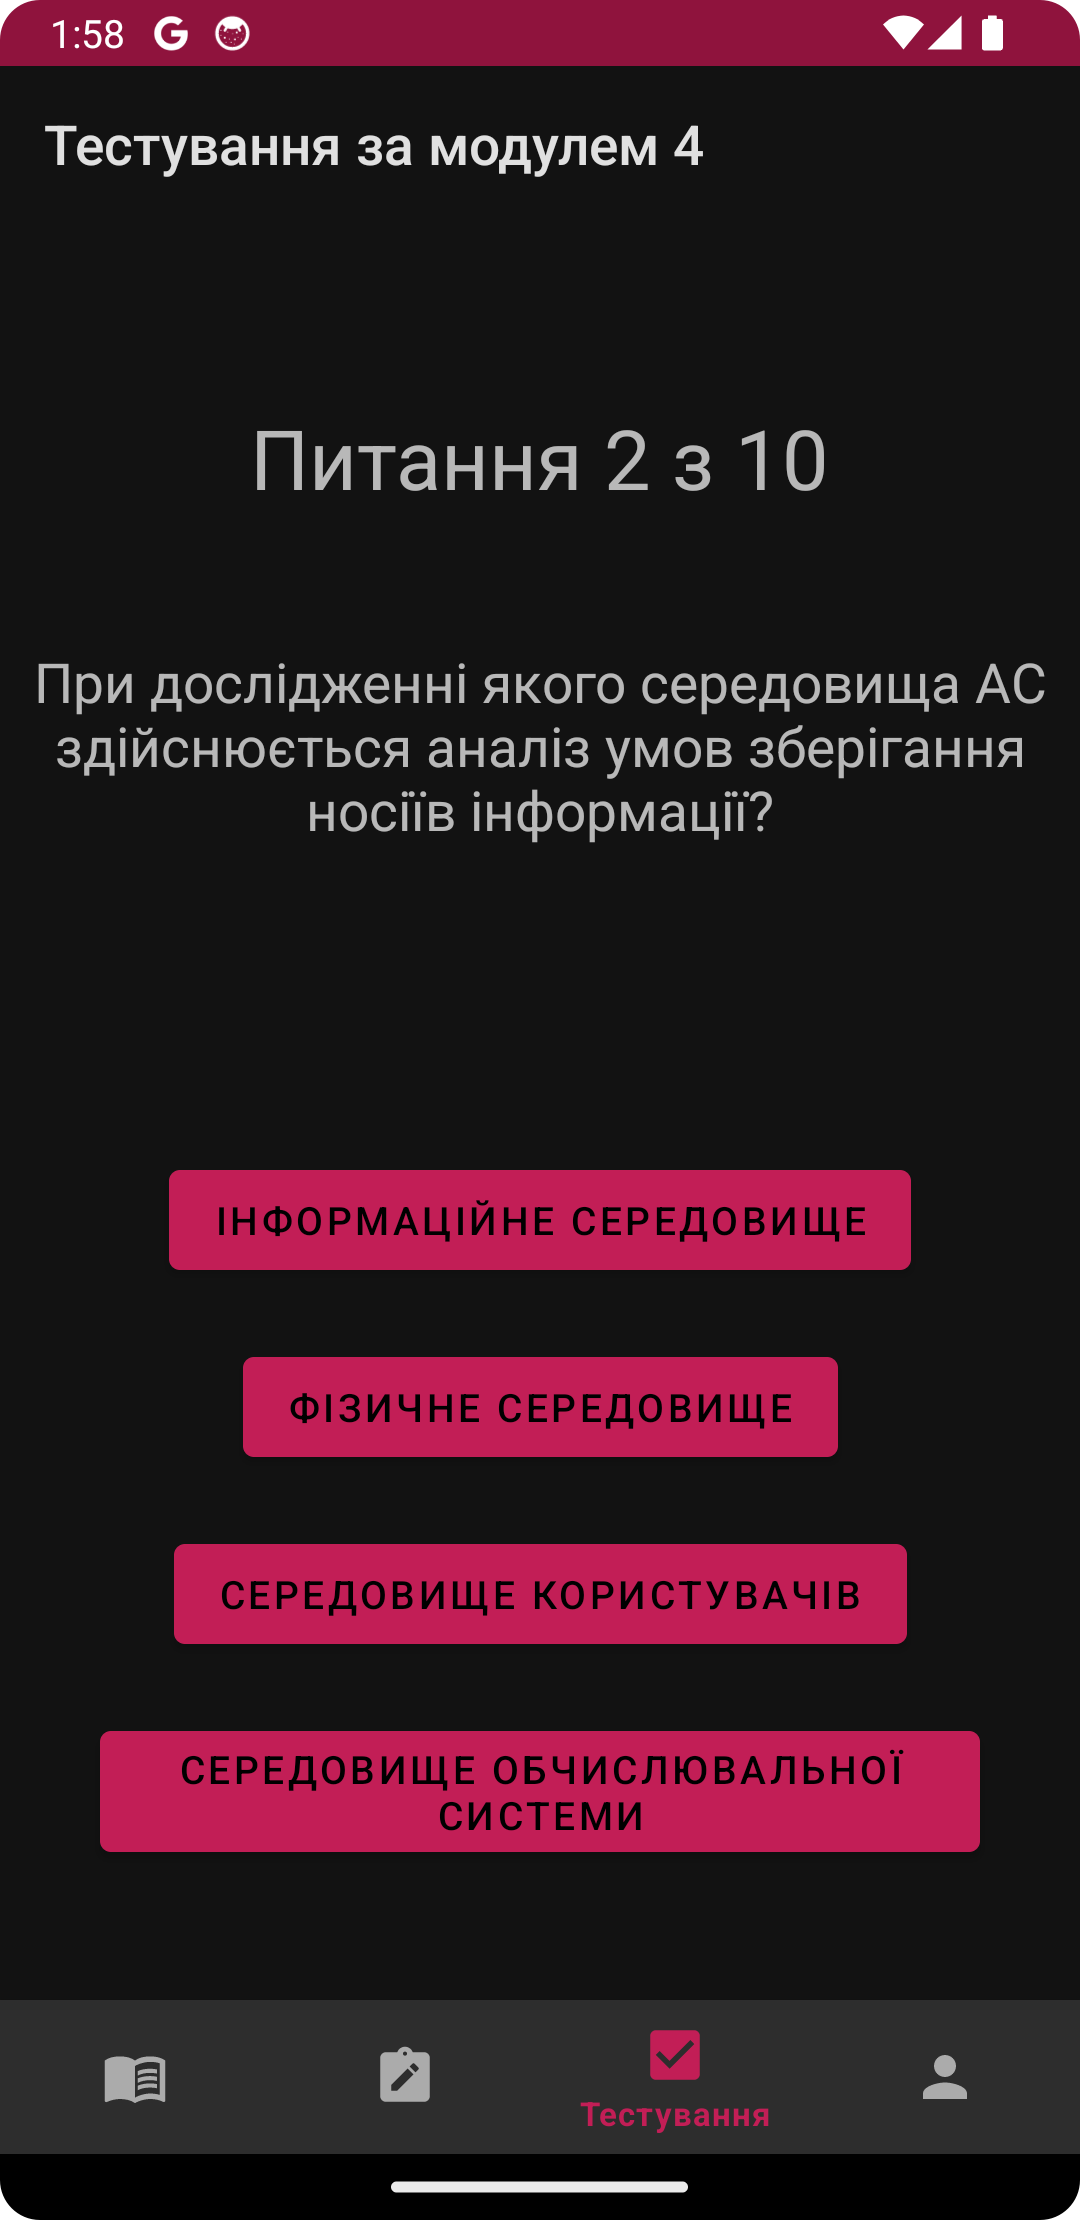 1:58
Тестування за модулем 4
Питання 2 з 10
При дослідженні якого середовища АС
здійснюється аналіз умов зберігання
носіїв інформації?
ІНФОРМАЦІЙНЕ СЕРЕДОВИЩЕ
ФІЗИЧНЕ СЕРЕДОВИЩЕ
СЕРЕДОВИЩЕ КОРИСТУВАЧІВ
СЕРЕДОВИЩЕ ОБЧИСЛЮВАЛЬНОЇ
СИСТЕМИ
Тестування